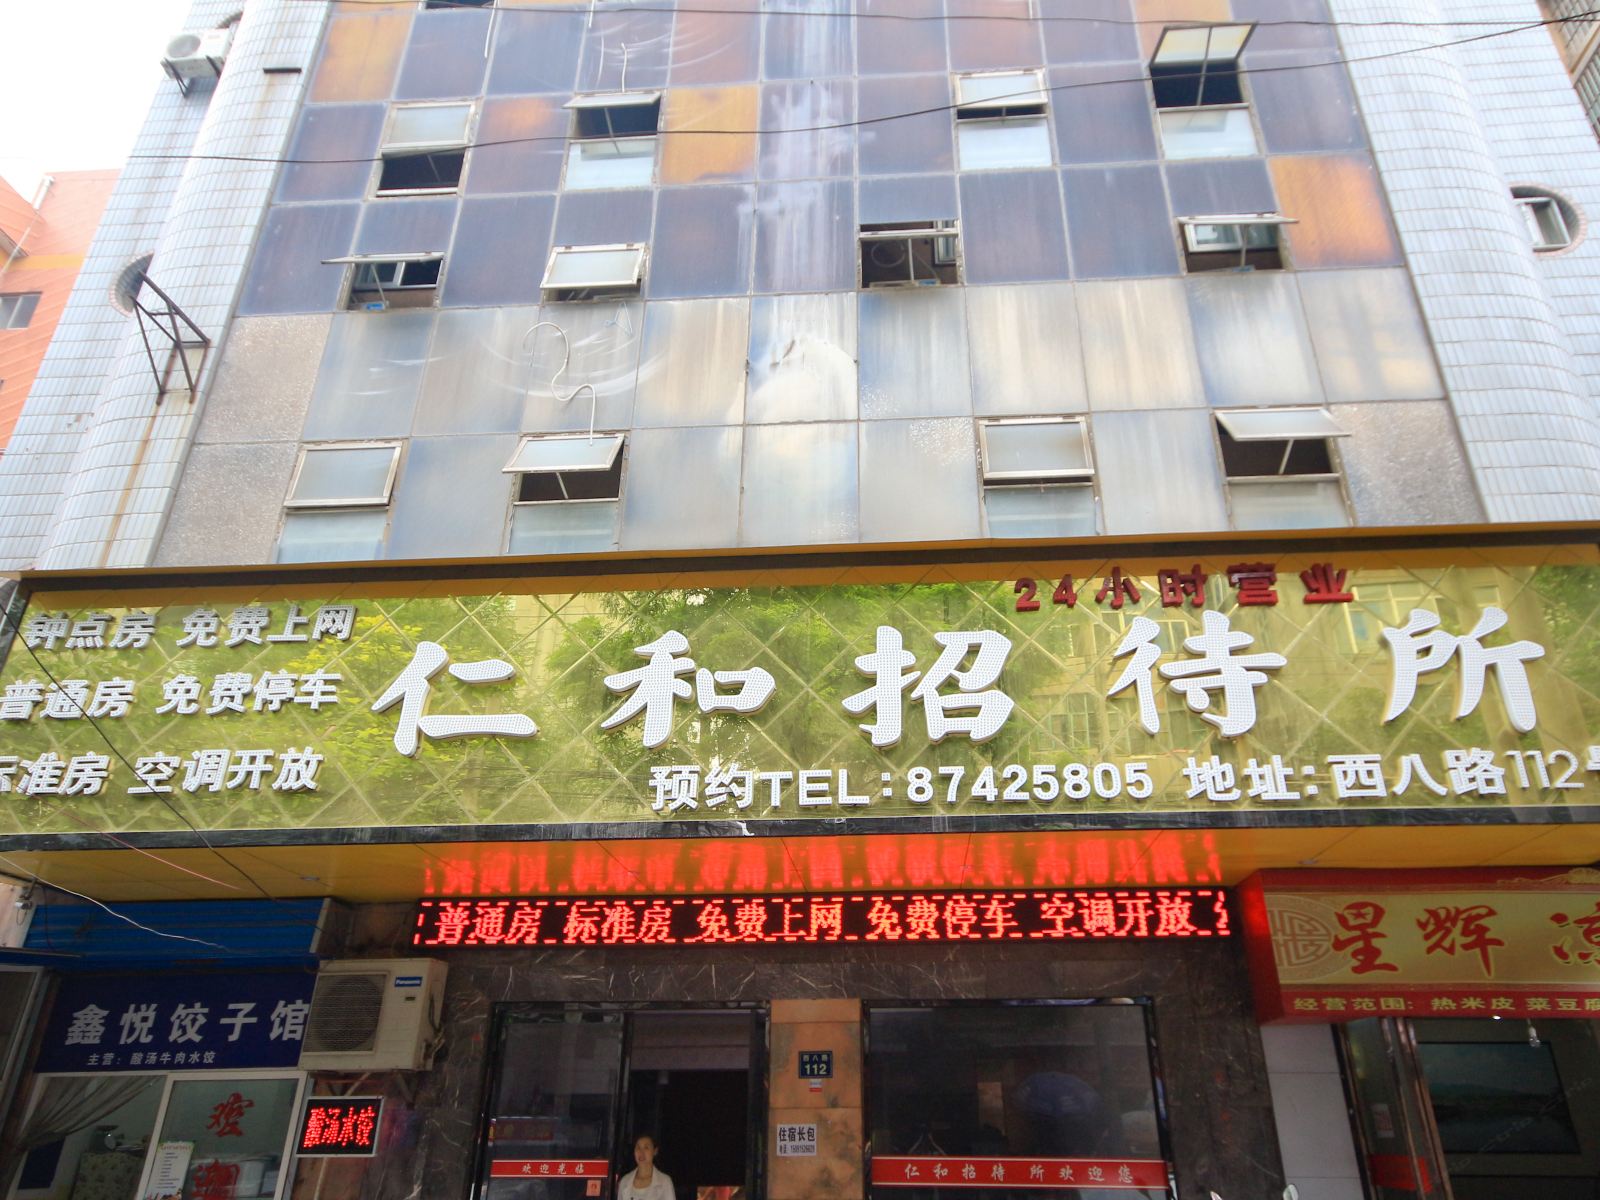 24小时营业
钟点房 免费上网
普通房 免费停车
标准房 空调开放
仁和招待所
预约TEL:87425805 地址:西八路112号
普通房 标准房 免费上网 免费停车 空调开放
星辉凉
经营范围: 热米皮 菜豆腐
鑫悦饺子馆
主营: 酸汤牛肉水饺
Panasonic
酸汤水饺
欢迎光临
西八路
112
住宿长包
仁和招待所欢迎您